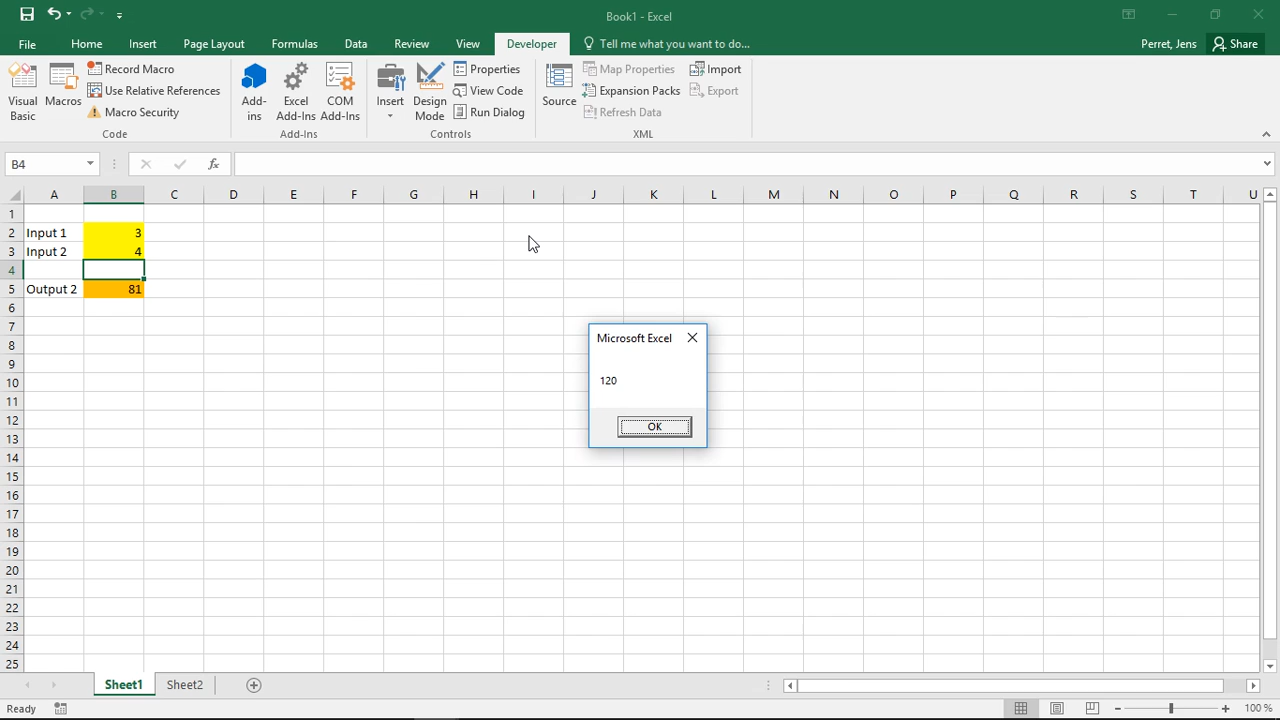 Book1 - Excel
File Home Insert Page Layout Formulas Data Review View Developer Tell me what you want to do... Perret, Jens Share
Visual Basic
Macros
Record Macro
Use Relative References
Macro Security
Code
Add-ins
Excel Add-Ins
COM Add-Ins
Add-Ins
Insert
Design Mode
Properties
View Code
Run Dialog
Controls
Source
Map Properties
Expansion Packs
Refresh Data
Import
Export
XML
B4 fx
A B C D E F G H I J K L M N O P Q R S T U
1
2 Input 1 3
3 Input 2 4
4
5 Output 2 81
6
7
8
9
10
11
12
13
14
15
16
17
18
19
20
21
22
23
24
25
Microsoft Excel
120
OK
Sheet1 Sheet2
Ready 100 %